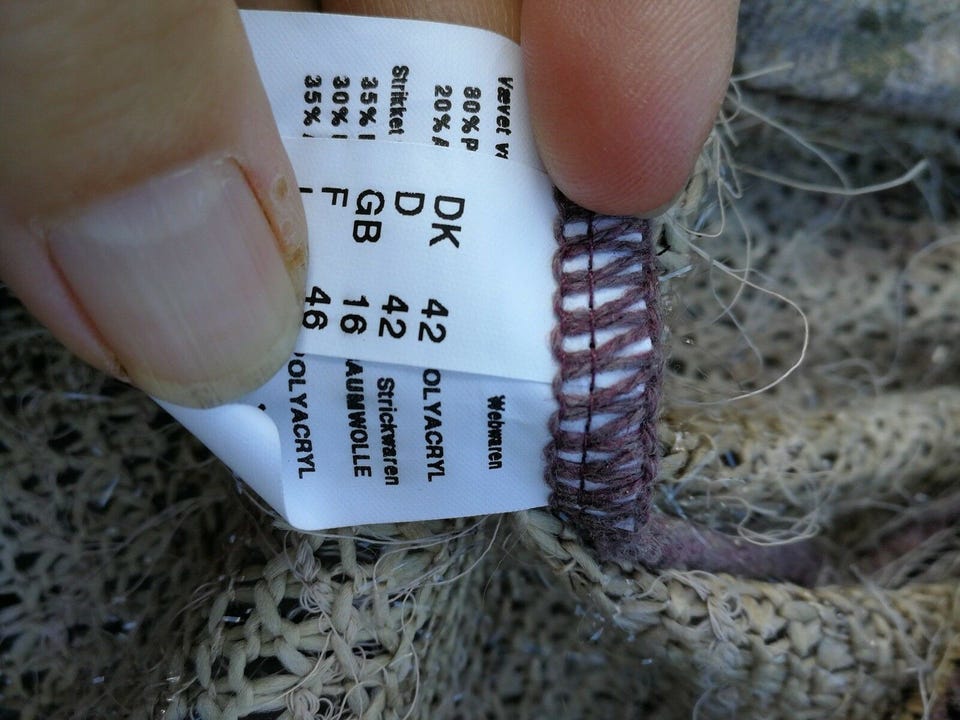 Vævet v
80% P
20% A
Strikket
35%
30%
35%
DK 42
D 42
GB 16
F 46
Webwaren
OLYACRYL
Strickwaren
AUMWOLLE
OLYACRYL